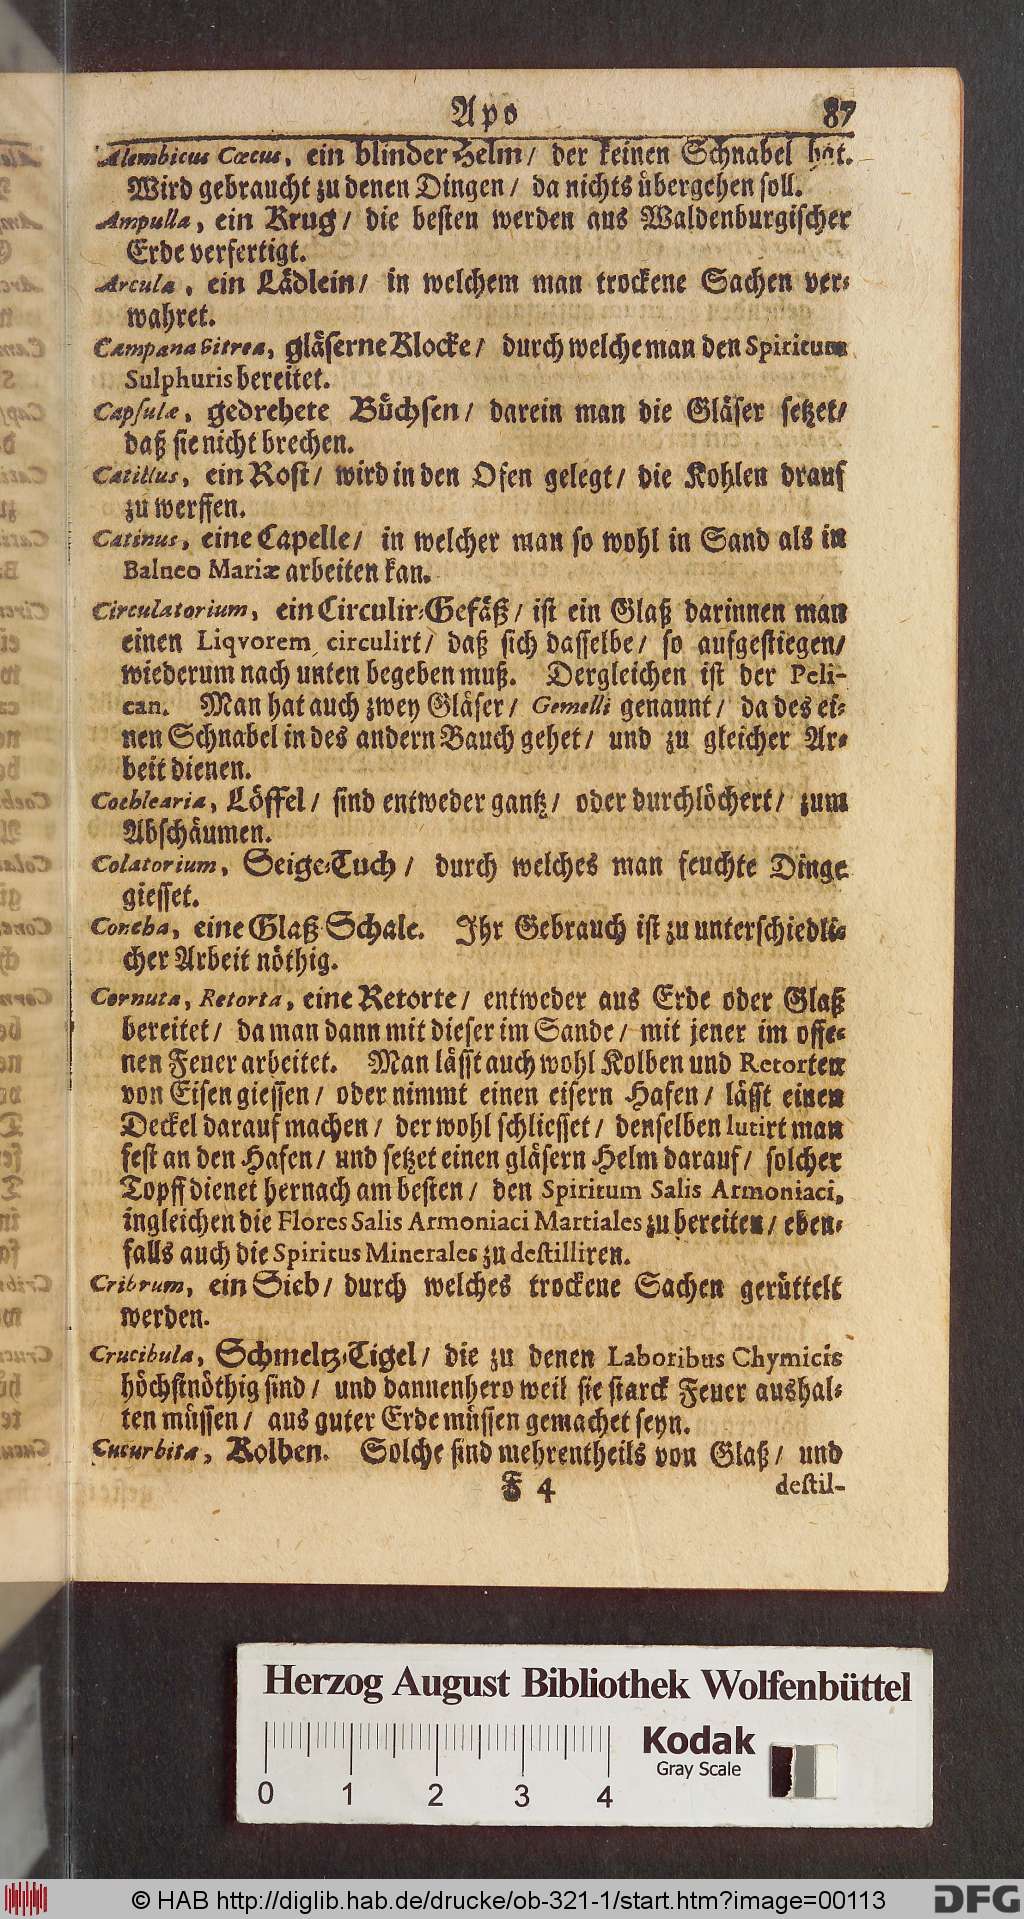 Apo 87
Alembicus Cœcus, ein blinder Helm/ der keinen Schnabel hat.
Wird gebraucht zu denen Dingen/ da nichts übergehen soll.
Ampulla, ein Krug/ die besten werden aus Waldenburgischer
Erde verfertigt.
Arcula, ein Lädlein/ in welchem man trockene Sachen ver-
wahret.
Campana Vitrea, gläserne Klocke/ durch welche man den Spiritum
Sulphuris bereitet.
Capsulæ, gedrehete Büchsen/ darein man die Gläser setzet/
daß sie nicht brechen.
Catillus, ein Rost/ wird in den Ofen gelegt/ die Kohlen drauf
zu werffen.
Catinus, eine Capelle/ in welcher man so wohl in Sand als in
Balneo Mariæ arbeiten kan.
Circulatorium, ein Circulir-Gefäß/ ist ein Glaß darinnen man
einen Liqvorem circulirt/ daß sich dasselbe/ so aufgestiegen/
wiederum nach unten begeben muß. Dergleichen ist der Peli-
can. Man hat auch zwey Gläser/ Gemelli genannt/ da des ei-
nen Schnabel in des andern Bauch gehet/ und zu gleicher Ar-
beit dienen.
Cochlearia, Löffel/ sind entweder gantz/ oder durchlöchert/ zum
Abschäumen.
Colatorium, Seige-Tuch/ durch welches man feuchte Dinge
giesset.
Concha, eine Glaß-Schale. Ihr Gebrauch ist zu unterschiedli-
cher Arbeit nöthig.
Cornuta, Retorta, eine Retorte/ entweder aus Erde oder Glaß
bereitet/ da man dann mit dieser im Sande/ mit jener im offe-
nen Feuer arbeitet. Man lässt auch wohl Kolben und Retorten
von Eisen giessen/ oder nimmt einen eisern Hafen/ lässt einen
Deckel darauf machen/ der wohl schliesset/ denselben lutirt man
fest an den Hafen/ und setzet einen gläsern Helm darauf/ solcher
Topff dienet hernach am besten/ den Spiritum Salis Armoniaci,
ingleichen die Flores Salis Armoniaci Martiales zu bereiten/ eben-
falls auch die Spiritus Minerales zu destilliren.
Cribrum, ein Sieb/ durch welches trockene Sachen gerüttelt
werden.
Crucibula, Schmeltz-Tigel/ die zu denen Laboribus Chymicis
höchstnöthig sind/ und dannenhero weil sie starck Feuer aushal-
ten müssen/ aus guter Erde müssen gemachet seyn.
Cucurbita, Kolben. Solche sind mehrentheils von Glaß/ und
F 4 destil-
Herzog August Bibliothek Wolfenbüttel
Kodak
Gray Scale
0 1 2 3 4
© HAB http://diglib.hab.de/drucke/ob-321-1/start.htm?image=00113
DFG